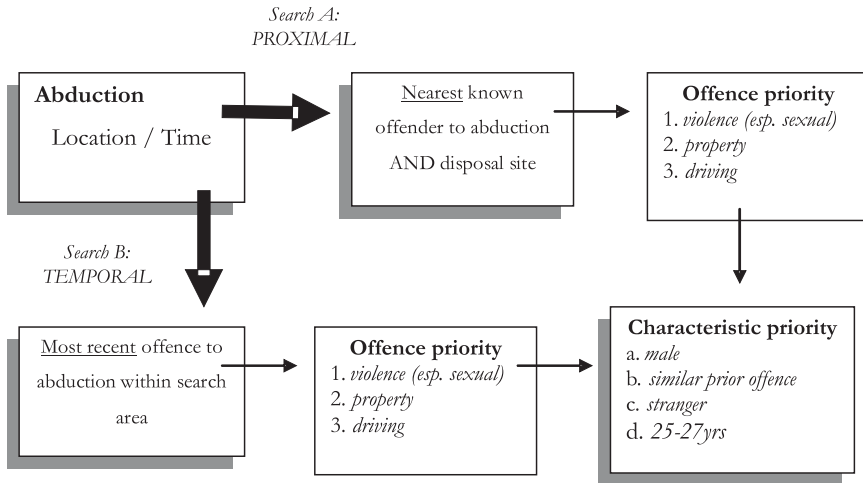 Search A:
PROXIMAL
Abduction
Location / Time
Nearest known
offender to abduction
AND disposal site
Offence priority
1. violence (esp. sexual)
2. property
3. driving
Search B:
TEMPORAL
Most recent offence to
abduction within search
area
Offence priority
1. violence (esp. sexual)
2. property
3. driving
Characteristic priority
a. male
b. similar prior offence
c. stranger
d. 25-27yrs